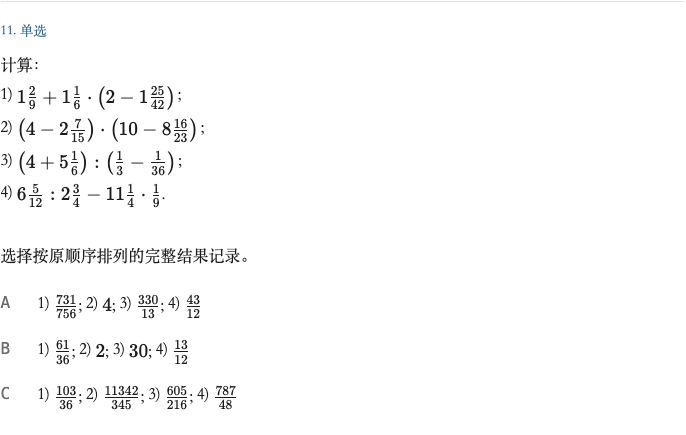 11. 单选
计算：
1) 1 2/9 + 1 1/6 · (2 − 1 25/42) ;
2) (4 − 2 7/15) · (10 − 8 16/23) ;
3) (4 + 5 1/6) : (1/3 − 1/36) ;
4) 6 5/12 : 2 3/4 − 11 1/4 · 1/9.
选择按原顺序排列的完整结果记录。
A 1) 731/756; 2) 4; 3) 330/13; 4) 43/12
B 1) 61/36; 2) 2; 3) 30; 4) 13/12
C 1) 103/36; 2) 11342/345; 3) 605/216; 4) 787/48